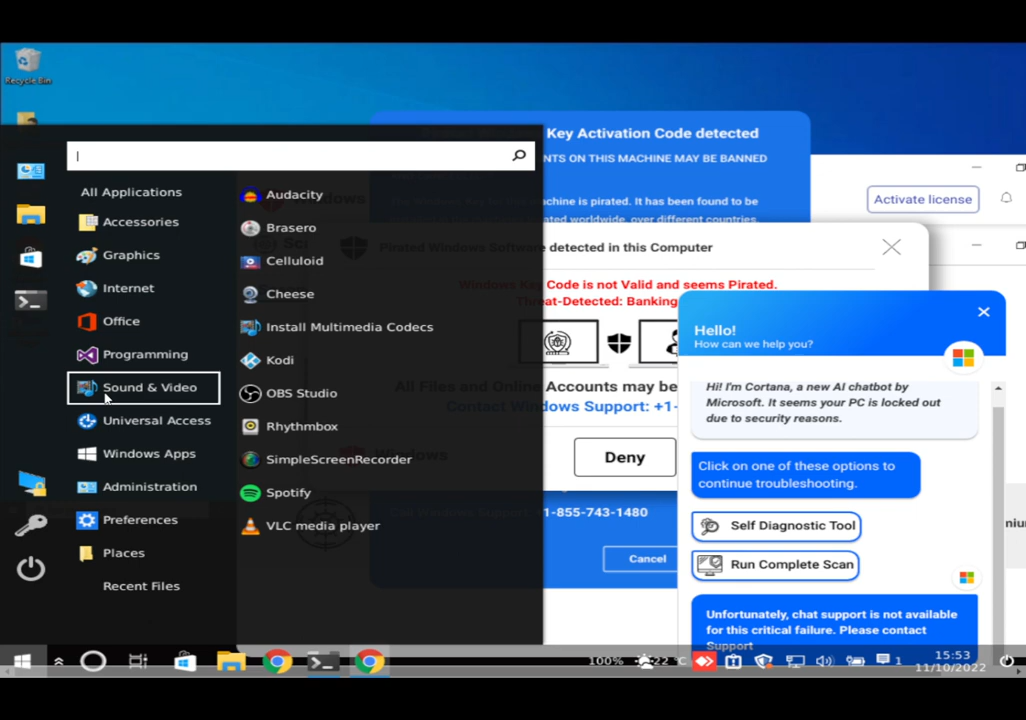 Recycle Bin
All Applications
Accessories
Graphics
Internet
Office
Programming
Sound & Video
Universal Access
Windows Apps
Administration
Preferences
Places
Recent Files
Audacity
Brasero
Celluloid
Cheese
Install Multimedia Codecs
Kodi
OBS Studio
Rhythmbox
SimpleScreenRecorder
Spotify
VLC media player
Key Activation Code detected
NTS ON THIS MACHINE MAY BE BANNED
machine is pirated. It has been found to be
worldwide, over different countries
Activate license
Pirated Windows Software detected in this Computer
Windows Key Code is not Valid and seems Pirated.
Threat-Detected: Banking
All Files and Online Accounts may be
Contact Windows Support: +1-
Windows
Deny
Windows Support: +1-855-743-1480
Cancel
Hello!
How can we help you?
Hi! I'm Cortana, a new AI chatbot by
Microsoft. It seems your PC is locked out
due to security reasons.
Click on one of these options to
continue troubleshooting.
Self Diagnostic Tool
Run Complete Scan
Unfortunately, chat support is not available
for this critical failure. Please contact
Support
100%
22 °C
1
15:53
11/10/2022